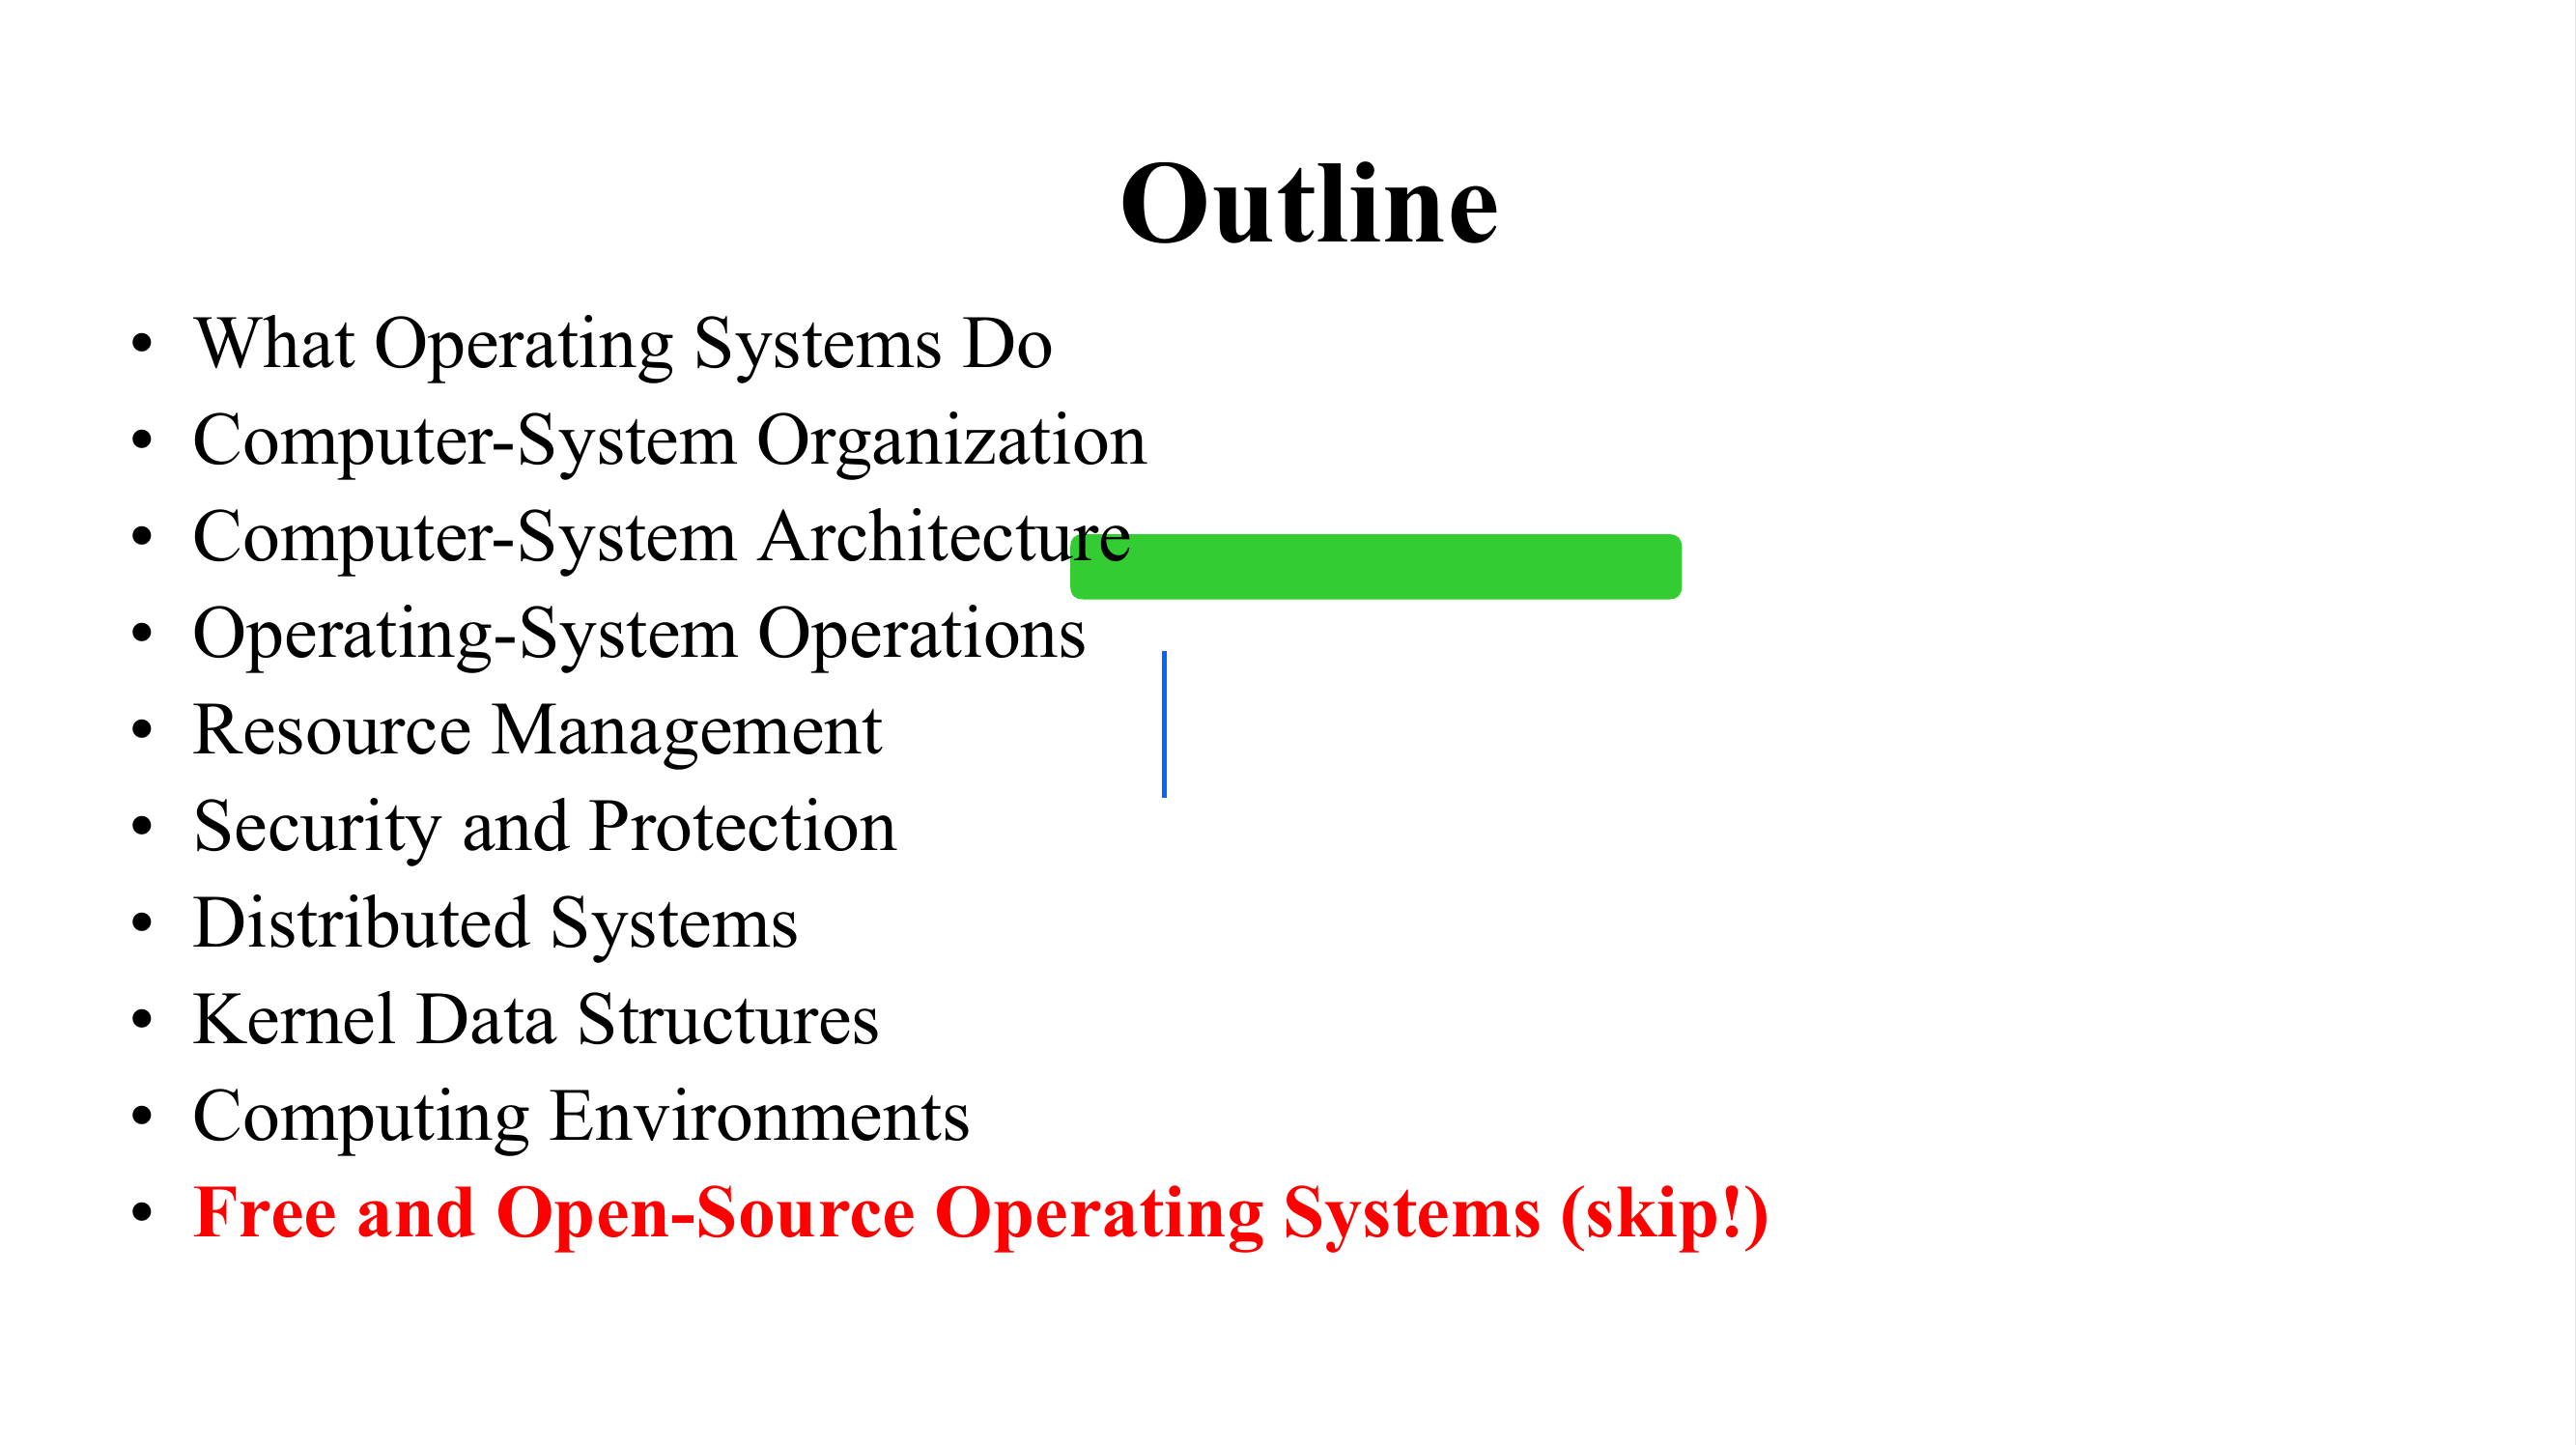 Outline
• What Operating Systems Do
• Computer-System Organization
• Computer-System Architecture
• Operating-System Operations
• Resource Management
• Security and Protection
• Distributed Systems
• Kernel Data Structures
• Computing Environments
• Free and Open-Source Operating Systems (skip!)